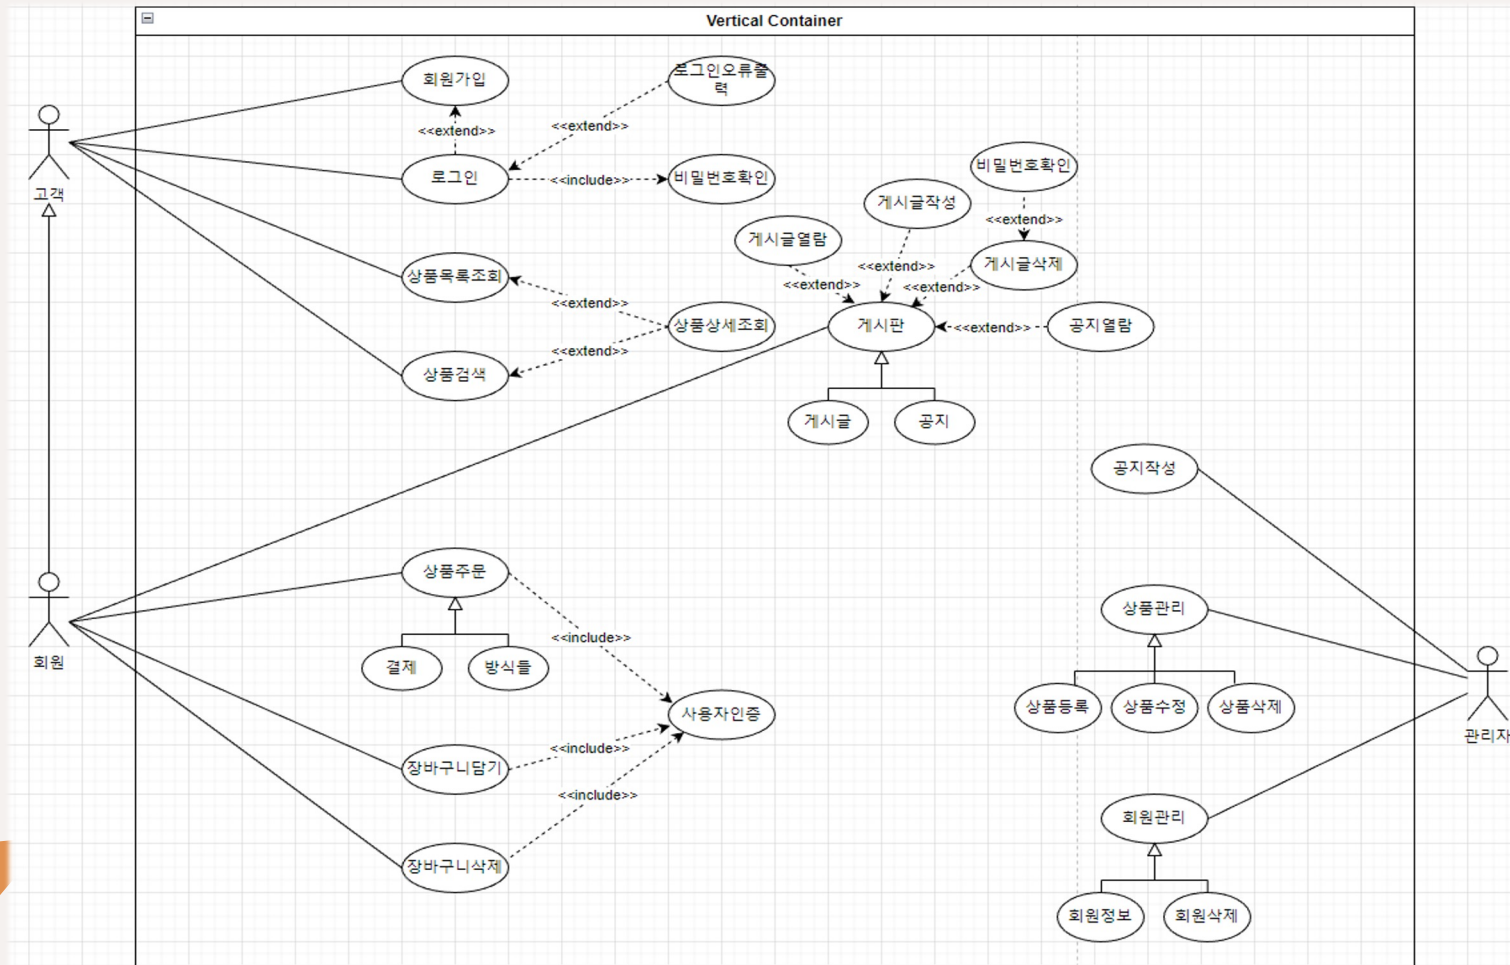 Vertical Container
회원가입
로그인오류출
력
<<extend>>
<<extend>>
고객
로그인
<<include>>
비밀번호확인
비밀번호확인
게시글작성
<<extend>>
게시글열람
<<extend>>
게시글삭제
<<extend>>
<<extend>>
상품목록조회
<<extend>>
상품상세조회
게시판
<<extend>>
공지열람
<<extend>>
상품검색
게시글
공지
공지작성
상품주문
상품관리
<<include>>
회원
결제
방식들
상품등록
상품수정
상품삭제
사용자인증
관리자
<<include>>
장바구니담기
<<include>>
회원관리
장바구니삭제
회원정보
회원삭제